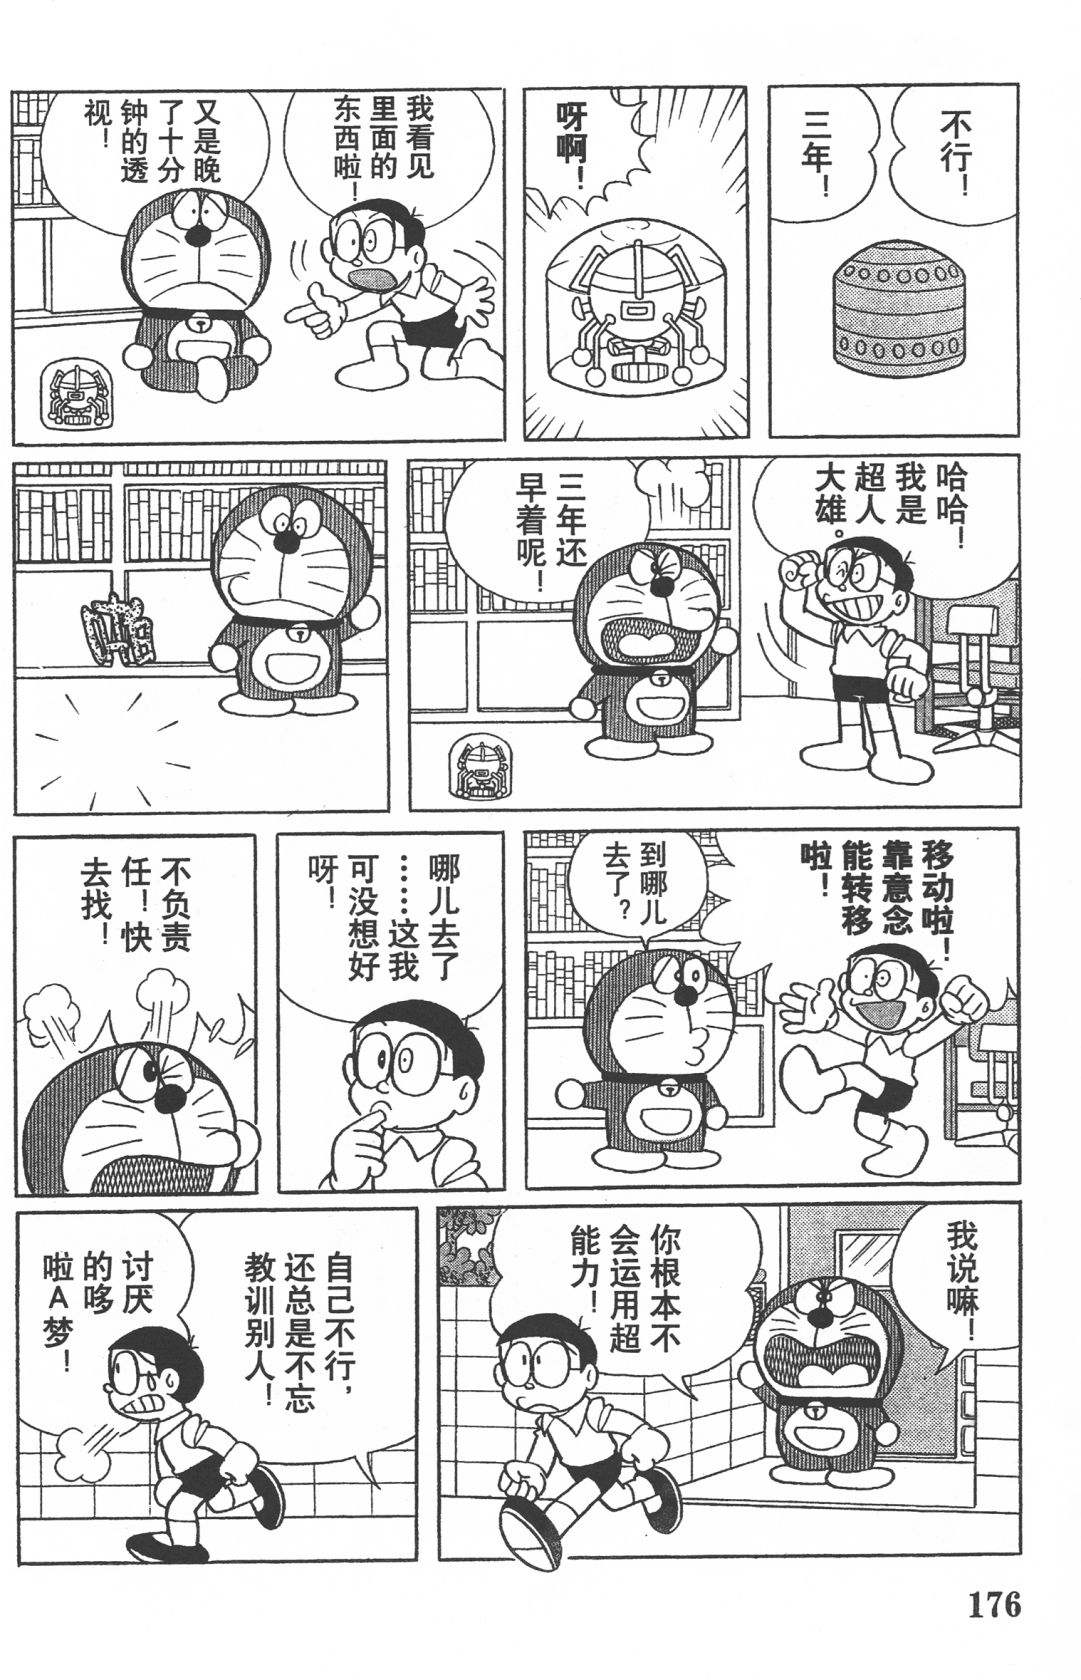 不行！
三年！
呀啊！
我看见
里面的
东西啦！
又是晚
了十分
钟的透
视！
哈哈！
我是
超人
大雄。
三年还
早着呢！
移动啦！
靠意念
能转移
啦！
到哪儿
去了？
哪儿去了
……这我
可没想好
呀！
不负责
任！快
去找！
我说嘛！
你根本不
会运用超
能力！
自己不行，
还总是不忘
教训别人！
讨厌
的哆
啦A梦！
176